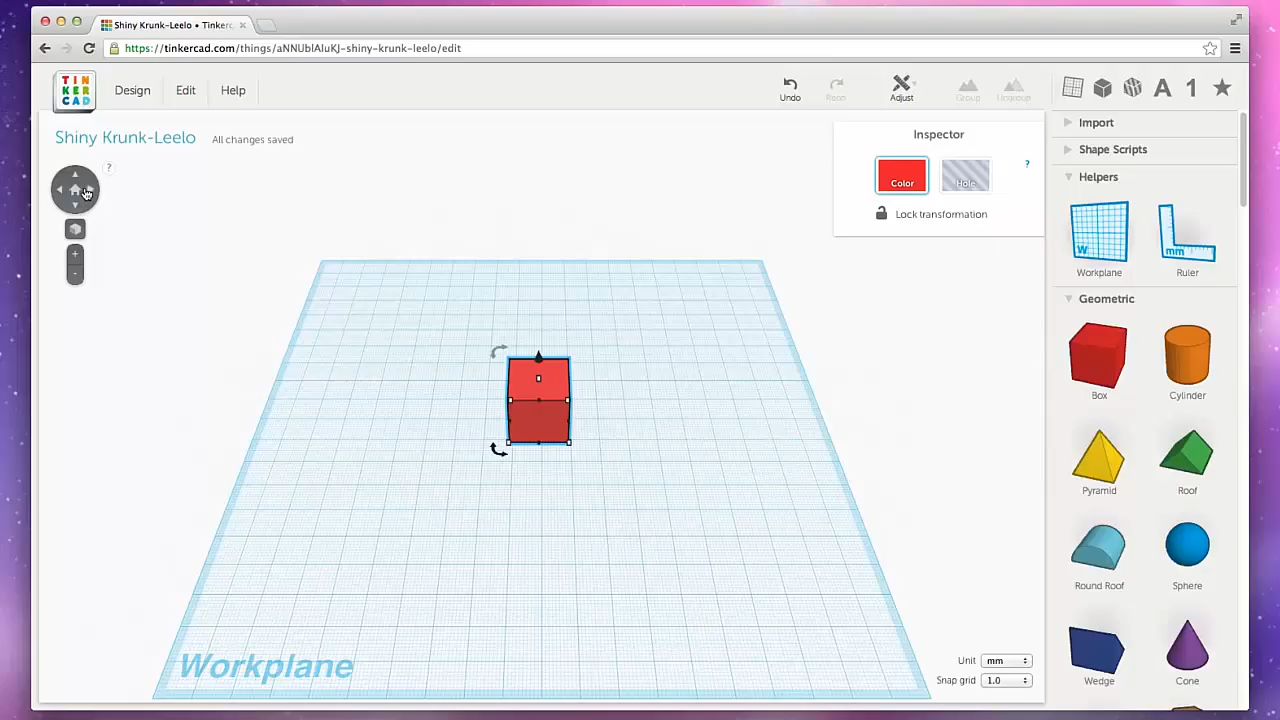 Shiny Krunk-Leelo • Tinkerc
https://tinkercad.com/things/aNNUblAluKJ-shiny-krunk-leelo/edit
TIN
KER
CAD
Design
Edit
Help
Undo
Redo
Adjust
Group
Ungroup
A
1
Shiny Krunk-Leelo
All changes saved
?
+
-
Inspector
Color
Hole
?
Lock transformation
Import
Shape Scripts
Helpers
W
mm
Workplane
Ruler
Geometric
Box
Cylinder
Pyramid
Roof
Round Roof
Sphere
Wedge
Cone
Workplane
Unit
mm
Snap grid
1.0